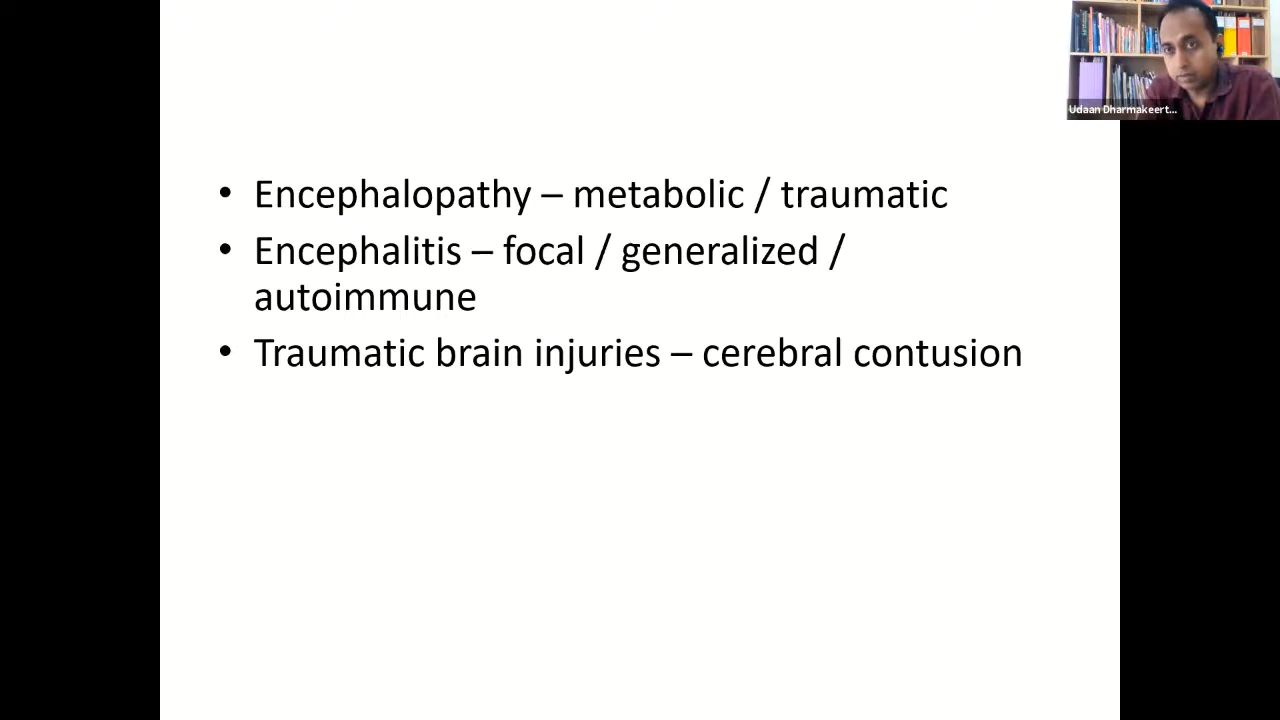 Udaan Dharmakeert...
• Encephalopathy – metabolic / traumatic
• Encephalitis – focal / generalized /
autoimmune
• Traumatic brain injuries – cerebral contusion